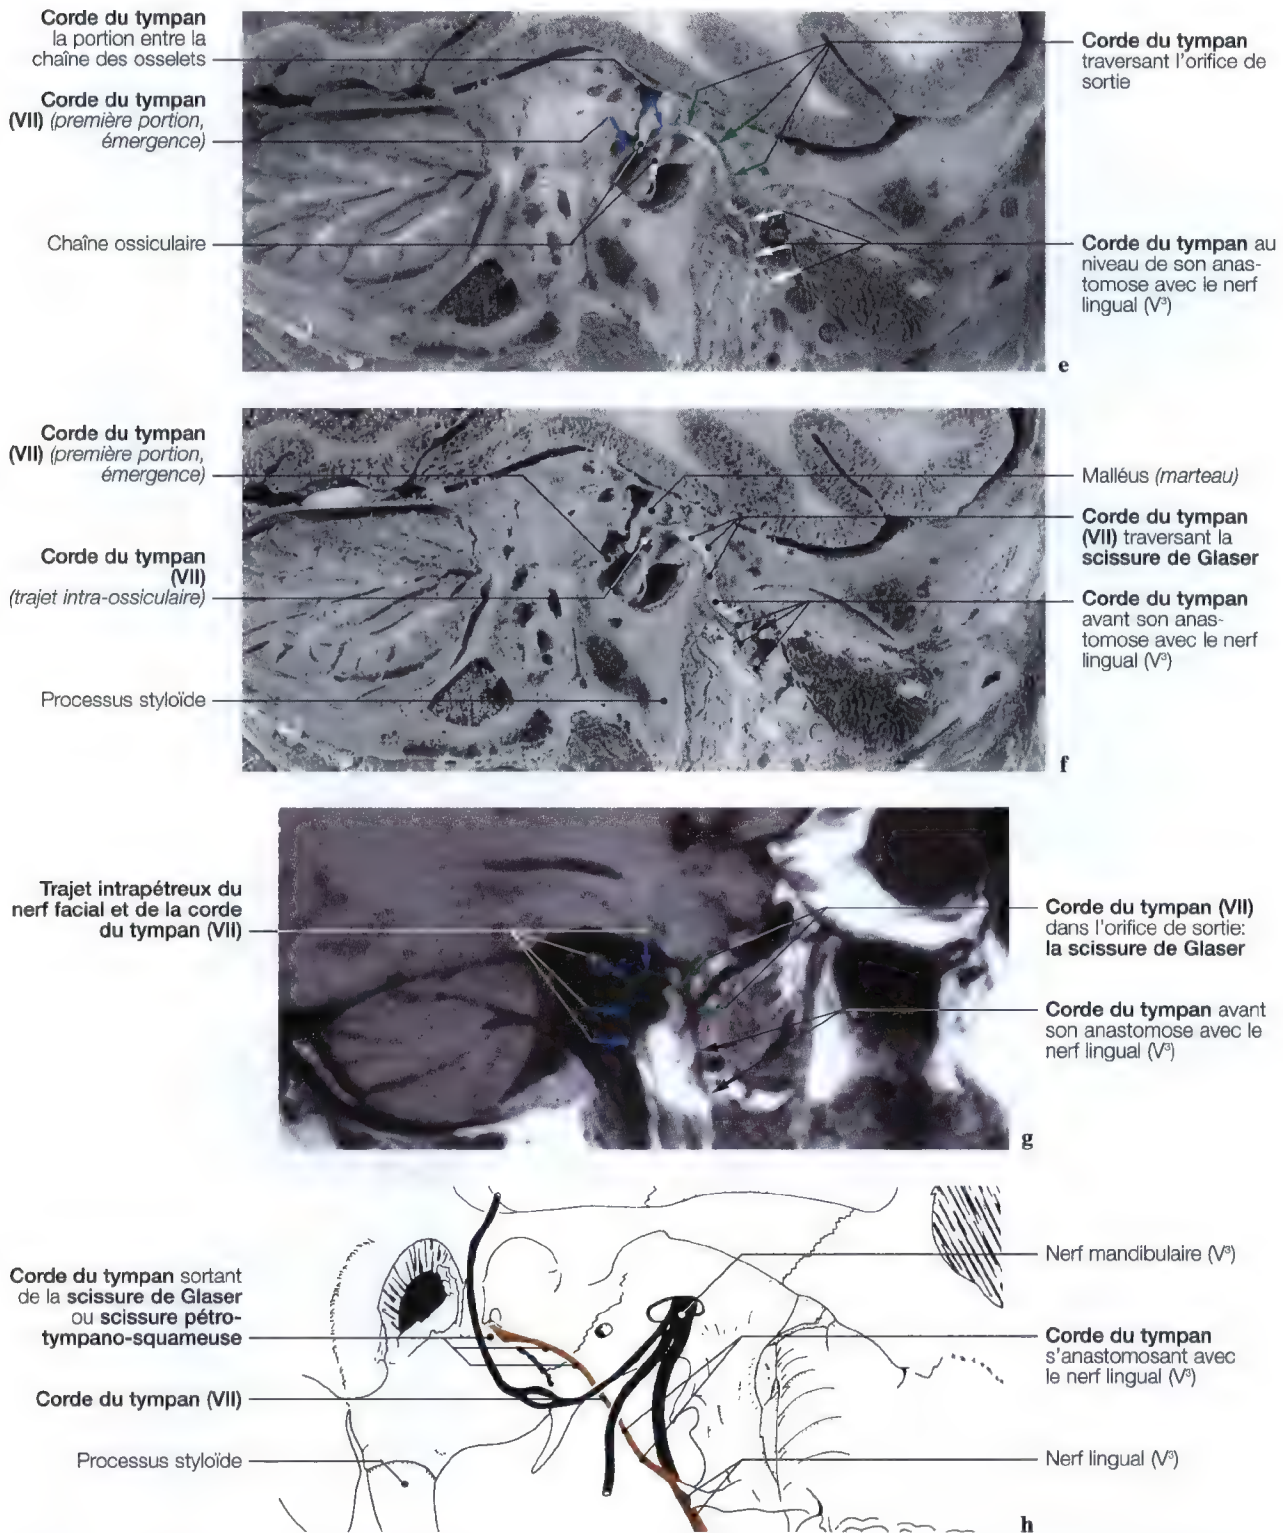 Corde du tympan
la portion entre la
chaîne des osselets
Corde du tympan
(VII) (première portion,
émergence)
Chaîne ossiculaire
Corde du tympan
traversant l'orifice de
sortie
Corde du tympan au
niveau de son anas-
tomose avec le nerf
lingual (V³)
e
Corde du tympan
(VII) (première portion,
émergence)
Corde du tympan
(VII)
(trajet intra-ossiculaire)
Processus styloïde
Malléus (marteau)
Corde du tympan
(VII) traversant la
scissure de Glaser
Corde du tympan
avant son anas-
tomose avec le nerf
lingual (V³)
f
Trajet intrapétreux du
nerf facial et de la corde
du tympan (VII)
Corde du tympan (VII)
dans l'orifice de sortie:
la scissure de Glaser
Corde du tympan avant
son anastomose avec le
nerf lingual (V³)
g
Corde du tympan sortant
de la scissure de Glaser
ou scissure pétro-
tympano-squameuse
Corde du tympan (VII)
Processus styloïde
Nerf mandibulaire (V³)
Corde du tympan
s'anastomosant avec
le nerf lingual (V³)
Nerf lingual (V³)
h